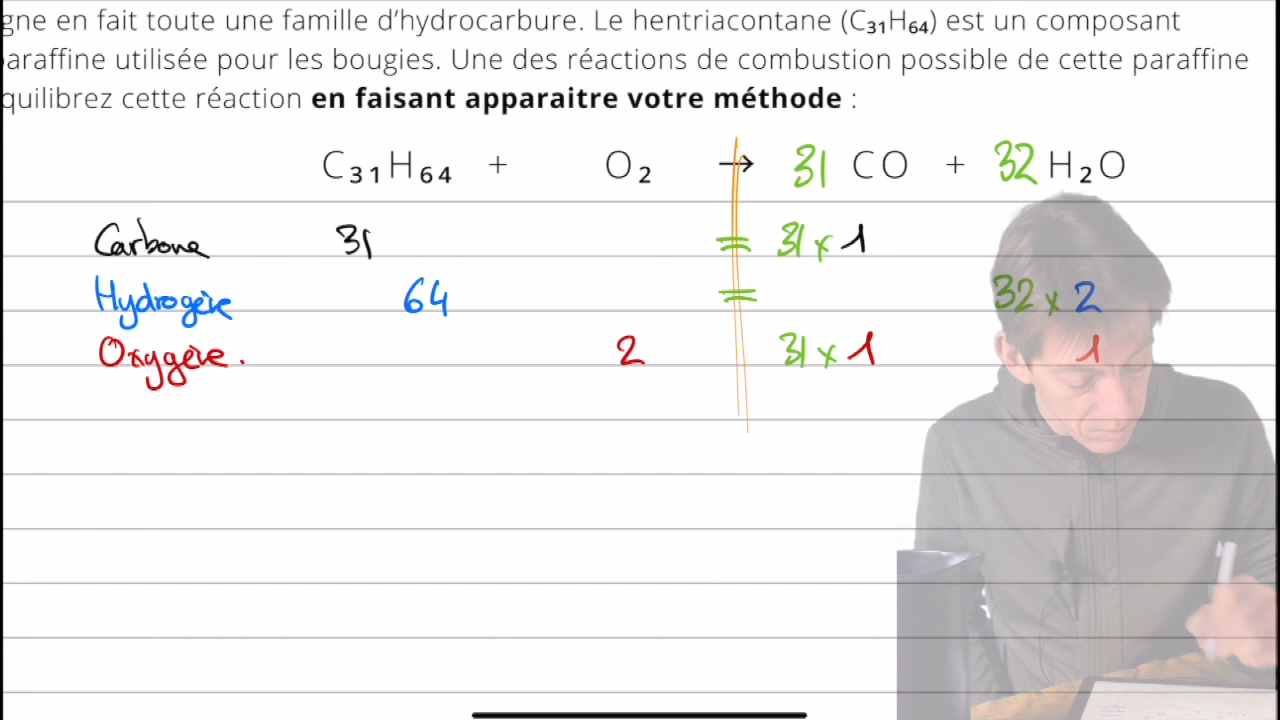 gne en fait toute une famille d’hydrocarbure. Le hentriacontane (C₃₁H₆₄) est un composant
araffine utilisée pour les bougies. Une des réactions de combustion possible de cette paraffine
quilibrez cette réaction en faisant apparaitre votre méthode :
C₃₁H₆₄ + O₂ → 31 CO + 32 H₂O
Carbone 31 = 31 x 1
Hydrogène 64 = 32 x 2
Oxygène. 2 31 x 1 1